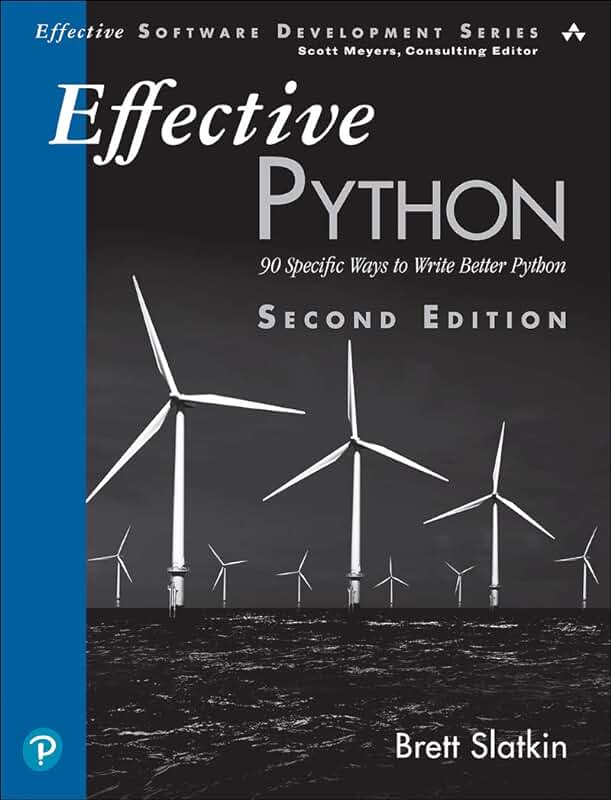 Effective SOFTWARE DEVELOPMENT SERIES
Scott Meyers, Consulting Editor
Effective
PYTHON
90 Specific Ways to Write Better Python
SECOND EDITION
Brett Slatkin
P